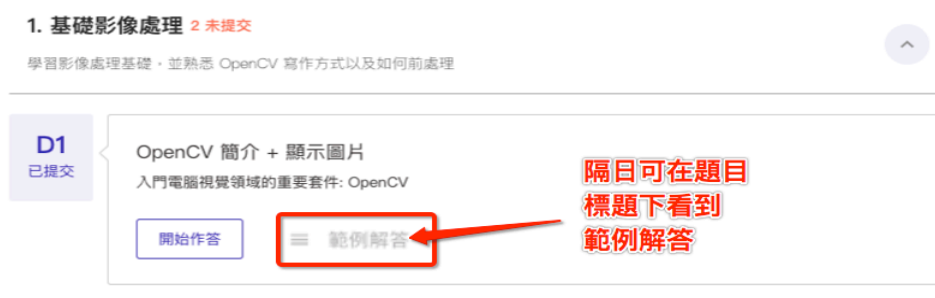 1. 基礎影像處理 2 未提交
學習影像處理基礎，並熟悉 OpenCV 寫作方式以及如何前處理
D1
已提交
OpenCV 簡介 + 顯示圖片
入門電腦視覺領域的重要套件: OpenCV
開始作答
範例解答
隔日可在題目
標題下看到
範例解答